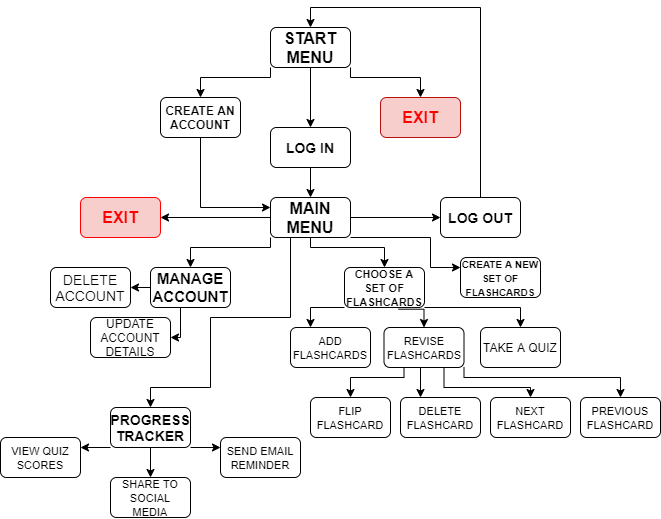 START
MENU
CREATE AN
ACCOUNT
EXIT
LOG IN
EXIT
MAIN
MENU
LOG OUT
DELETE
ACCOUNT
MANAGE
ACCOUNT
CHOOSE A
SET OF
FLASHCARDS
CREATE A NEW
SET OF
FLASHCARDS
UPDATE
ACCOUNT
DETAILS
ADD
FLASHCARDS
REVISE
FLASHCARDS
TAKE A QUIZ
PROGRESS
TRACKER
FLIP
FLASHCARD
DELETE
FLASHCARD
NEXT
FLASHCARD
PREVIOUS
FLASHCARD
VIEW QUIZ
SCORES
SEND EMAIL
REMINDER
SHARE TO
SOCIAL
MEDIA